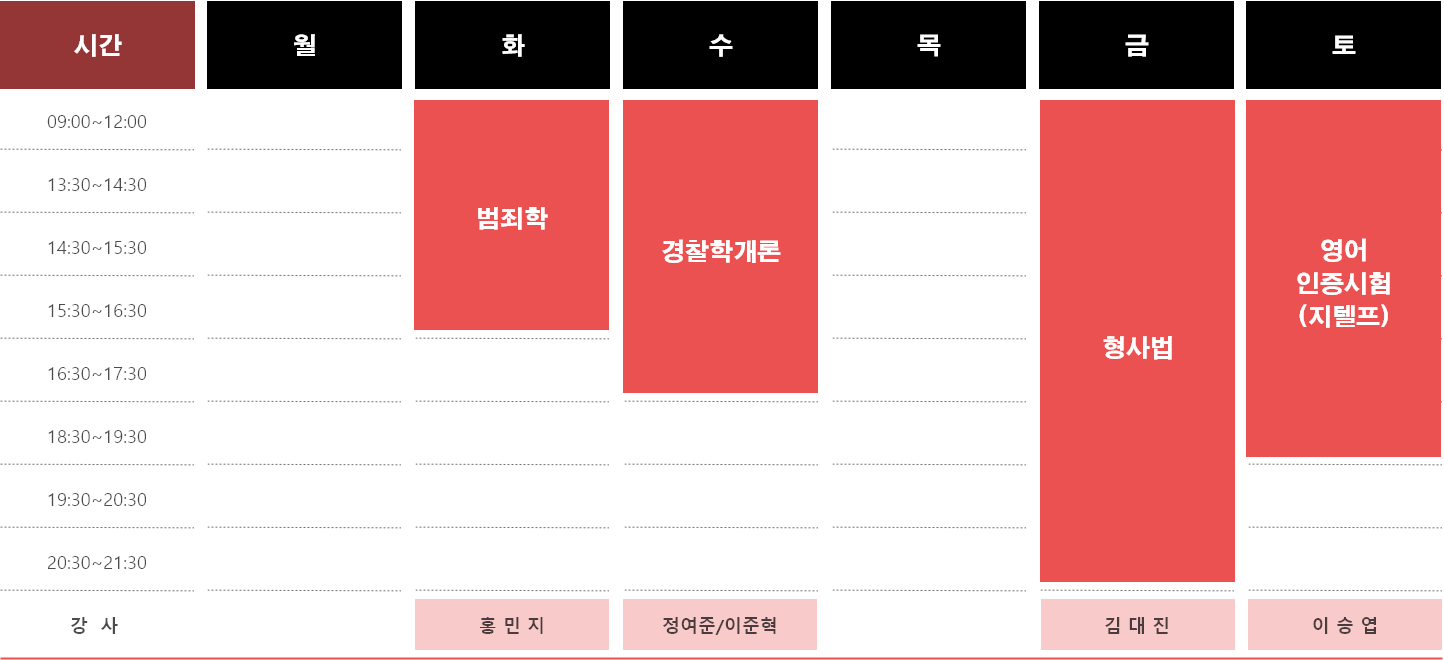 시간 월 화 수 목 금 토
09:00~12:00
13:30~14:30
범죄학
14:30~15:30
경찰학개론
영어
인증시험
(지텔프)
15:30~16:30
형사법
16:30~17:30
18:30~19:30
19:30~20:30
20:30~21:30
강 사 홍 민 지 정여준/이준혁 김 대 진 이 승 엽